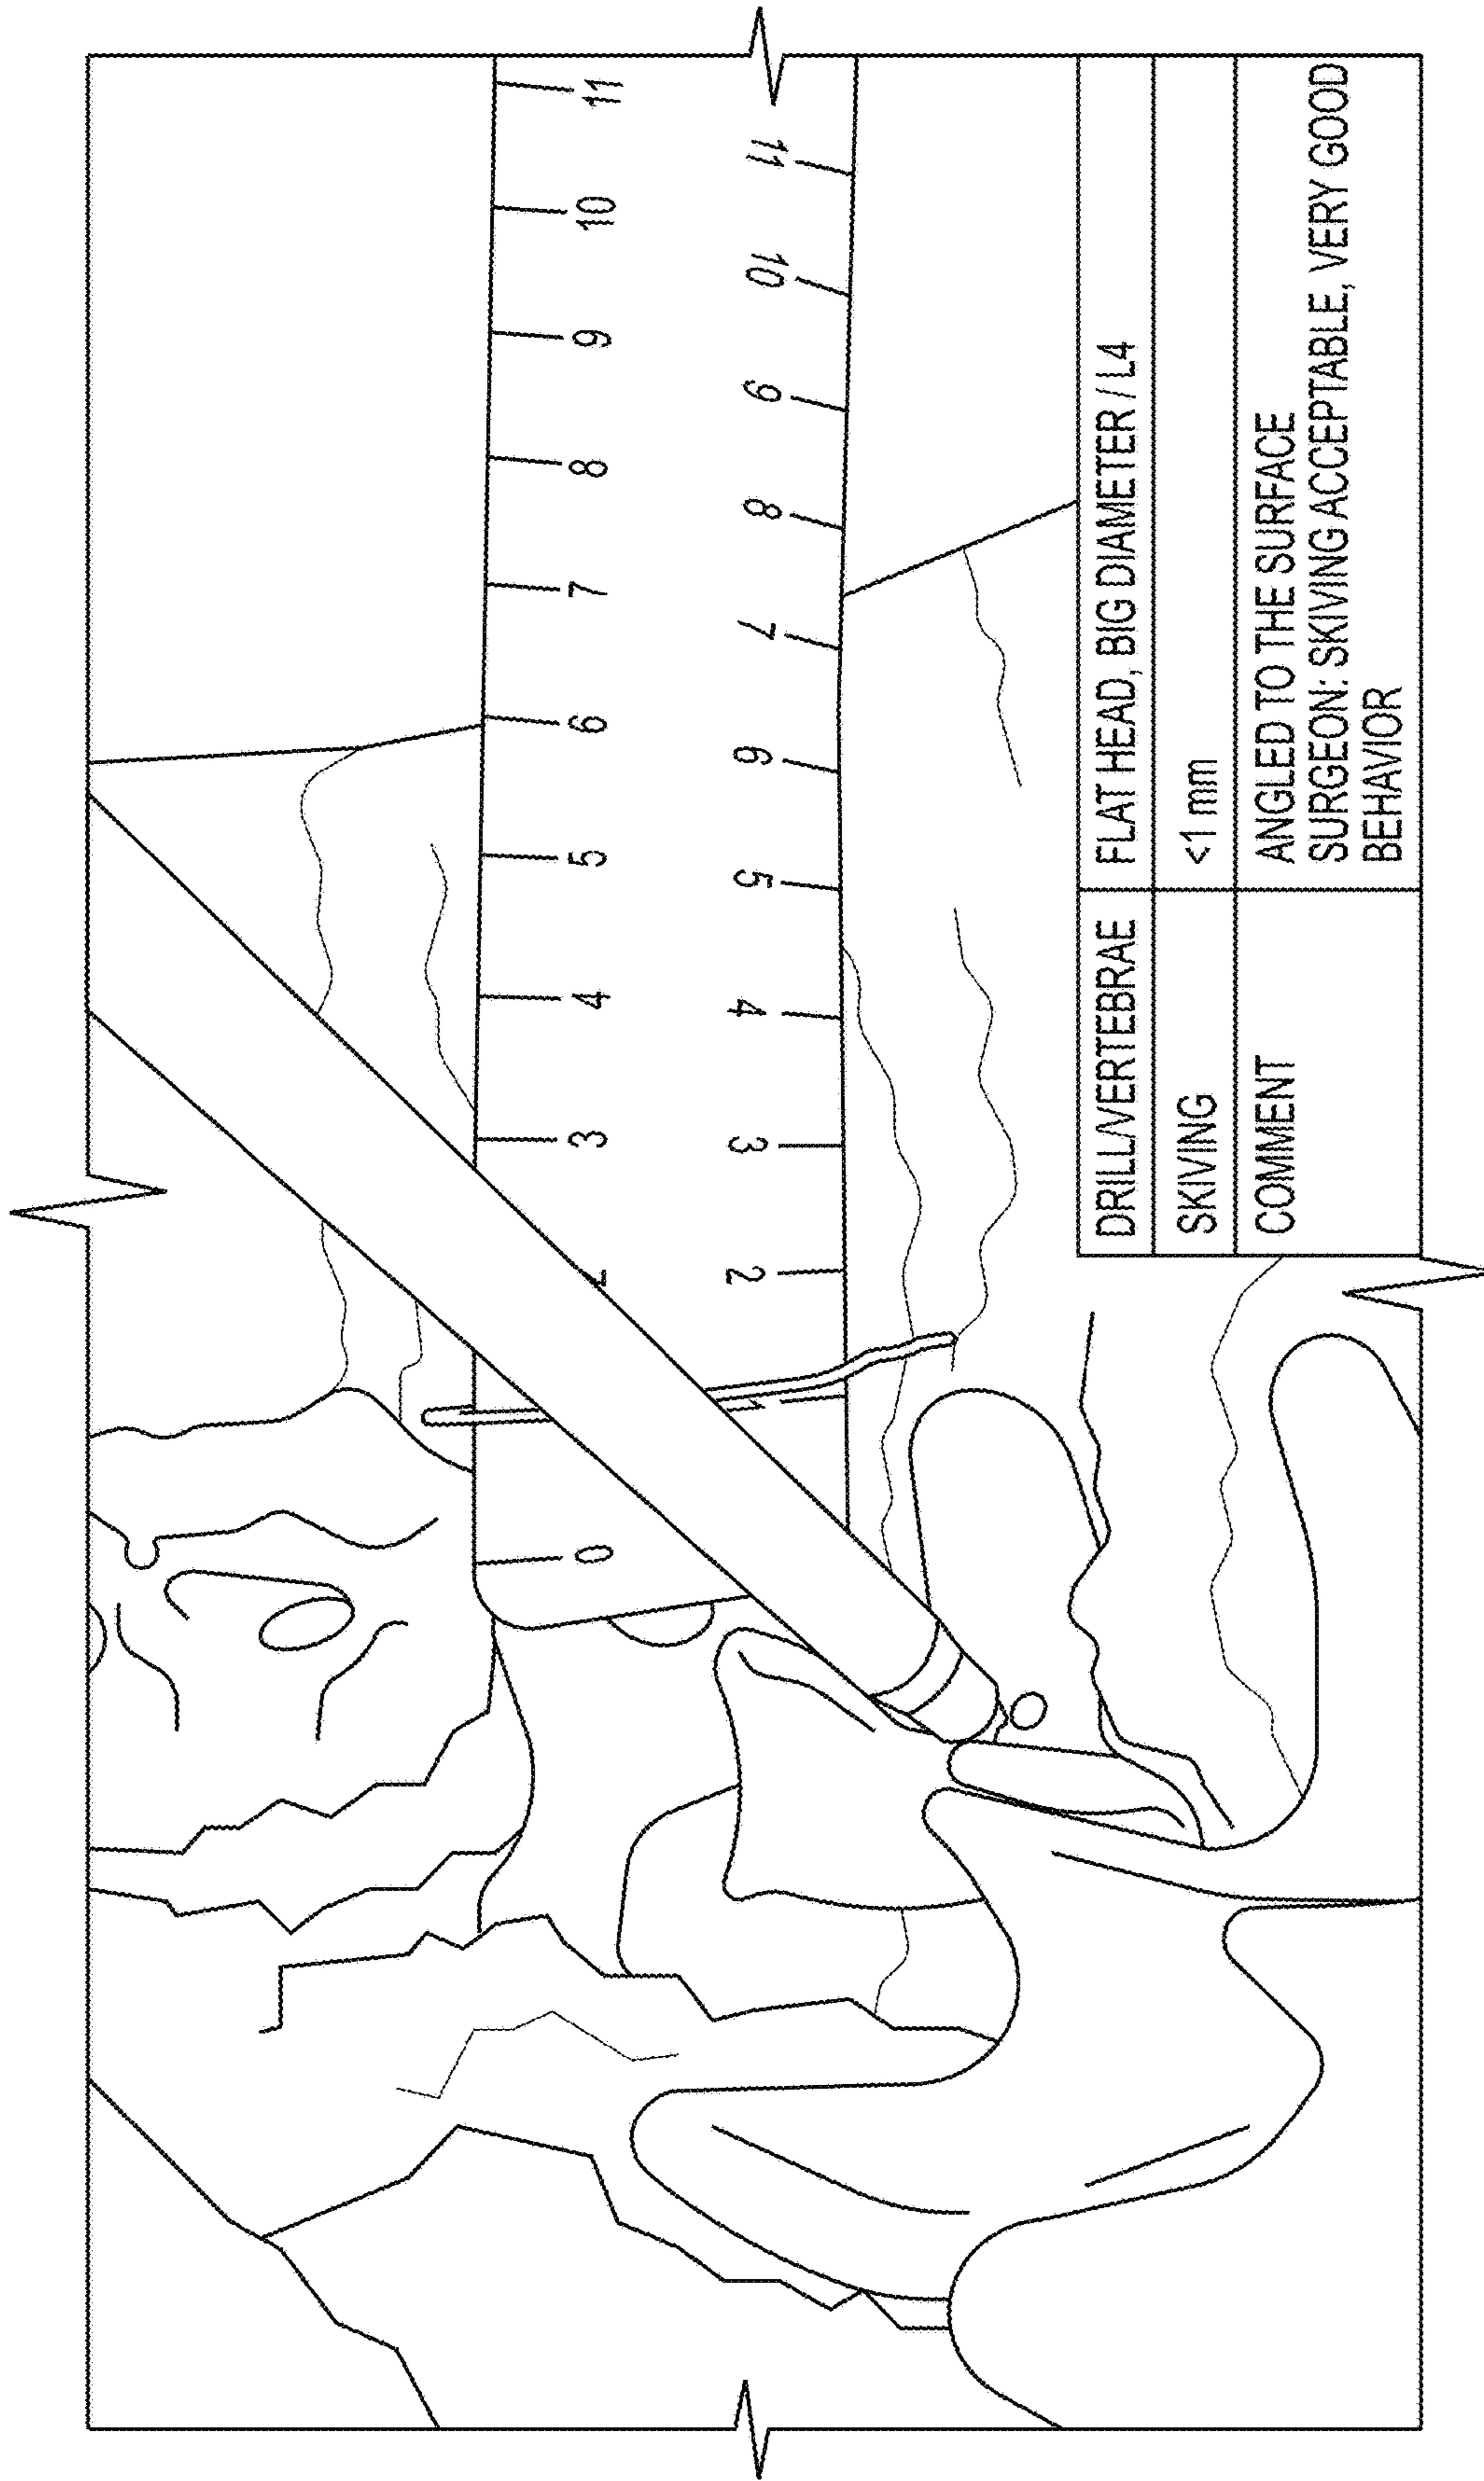 0 2 3 4 5 6 7 8 9 10 11
1 2 3 4 5 6 7 8 9 10 11
DRILL/VERTEBRAE FLAT HEAD, BIG DIAMETER / L4
SKIVING <1 mm
COMMENT ANGLED TO THE SURFACE
SURGEON: SKIVING ACCEPTABLE, VERY GOOD
BEHAVIOR